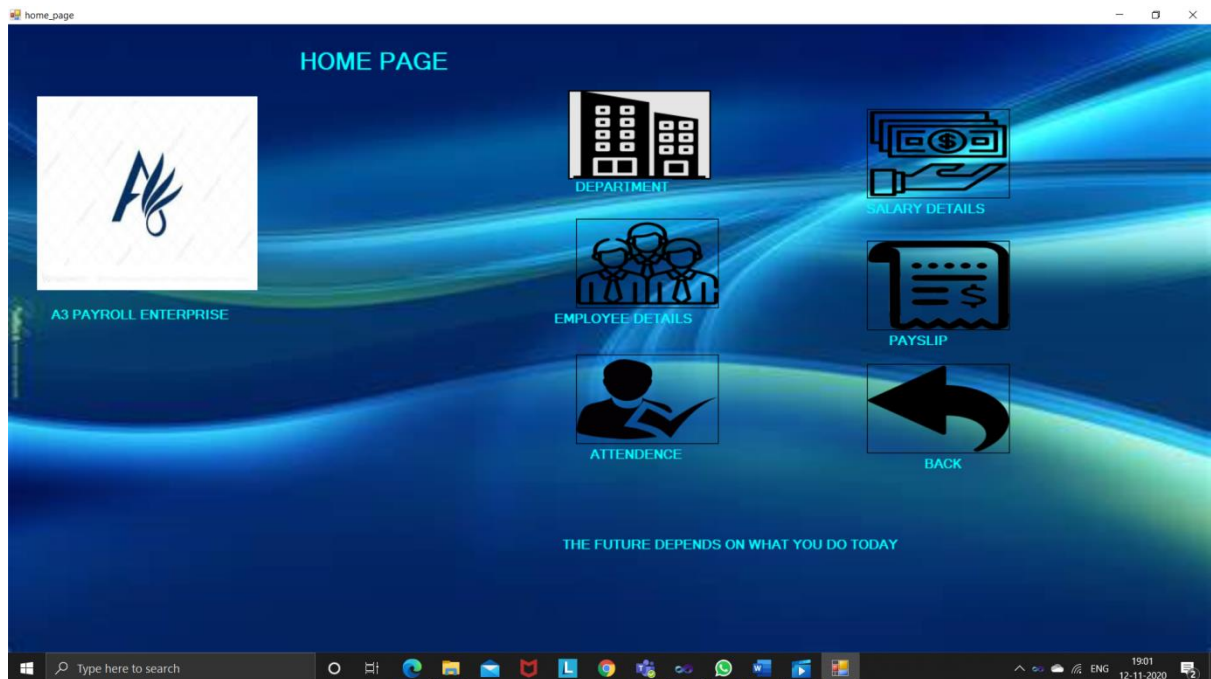 home_page
HOME PAGE
DEPARTMENT
SALARY DETAILS
A3 PAYROLL ENTERPRISE
EMPLOYEE DETAILS
PAYSLIP
ATTENDENCE
BACK
THE FUTURE DEPENDS ON WHAT YOU DO TODAY
Type here to search
ENG
19:01
12-11-2020
2